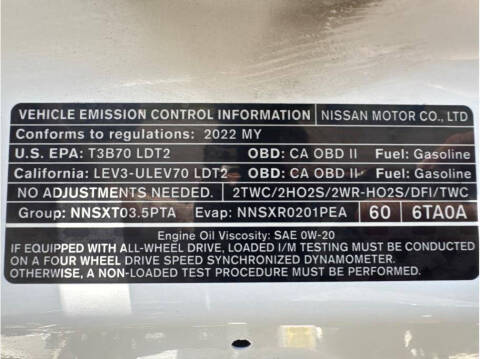 VEHICLE EMISSION CONTROL INFORMATION NISSAN MOTOR CO., LTD
Conforms to regulations: 2022 MY
U.S. EPA: T3B70 LDT2 OBD: CA OBD II Fuel: Gasoline
California: LEV3-ULEV70 LDT2 OBD: CA OBD II Fuel: Gasoline
NO ADJUSTMENTS NEEDED. 2TWC/2HO2S/2WR-HO2S/DFI/TWC
Group: NNSXT03.5PTA Evap: NNSXR0201PEA 60 6TA0A
Engine Oil Viscosity: SAE 0W-20
IF EQUIPPED WITH ALL-WHEEL DRIVE, LOADED I/M TESTING MUST BE CONDUCTED
ON A FOUR WHEEL DRIVE SPEED SYNCHRONIZED DYNAMOMETER.
OTHERWISE, A NON-LOADED TEST PROCEDURE MUST BE PERFORMED.